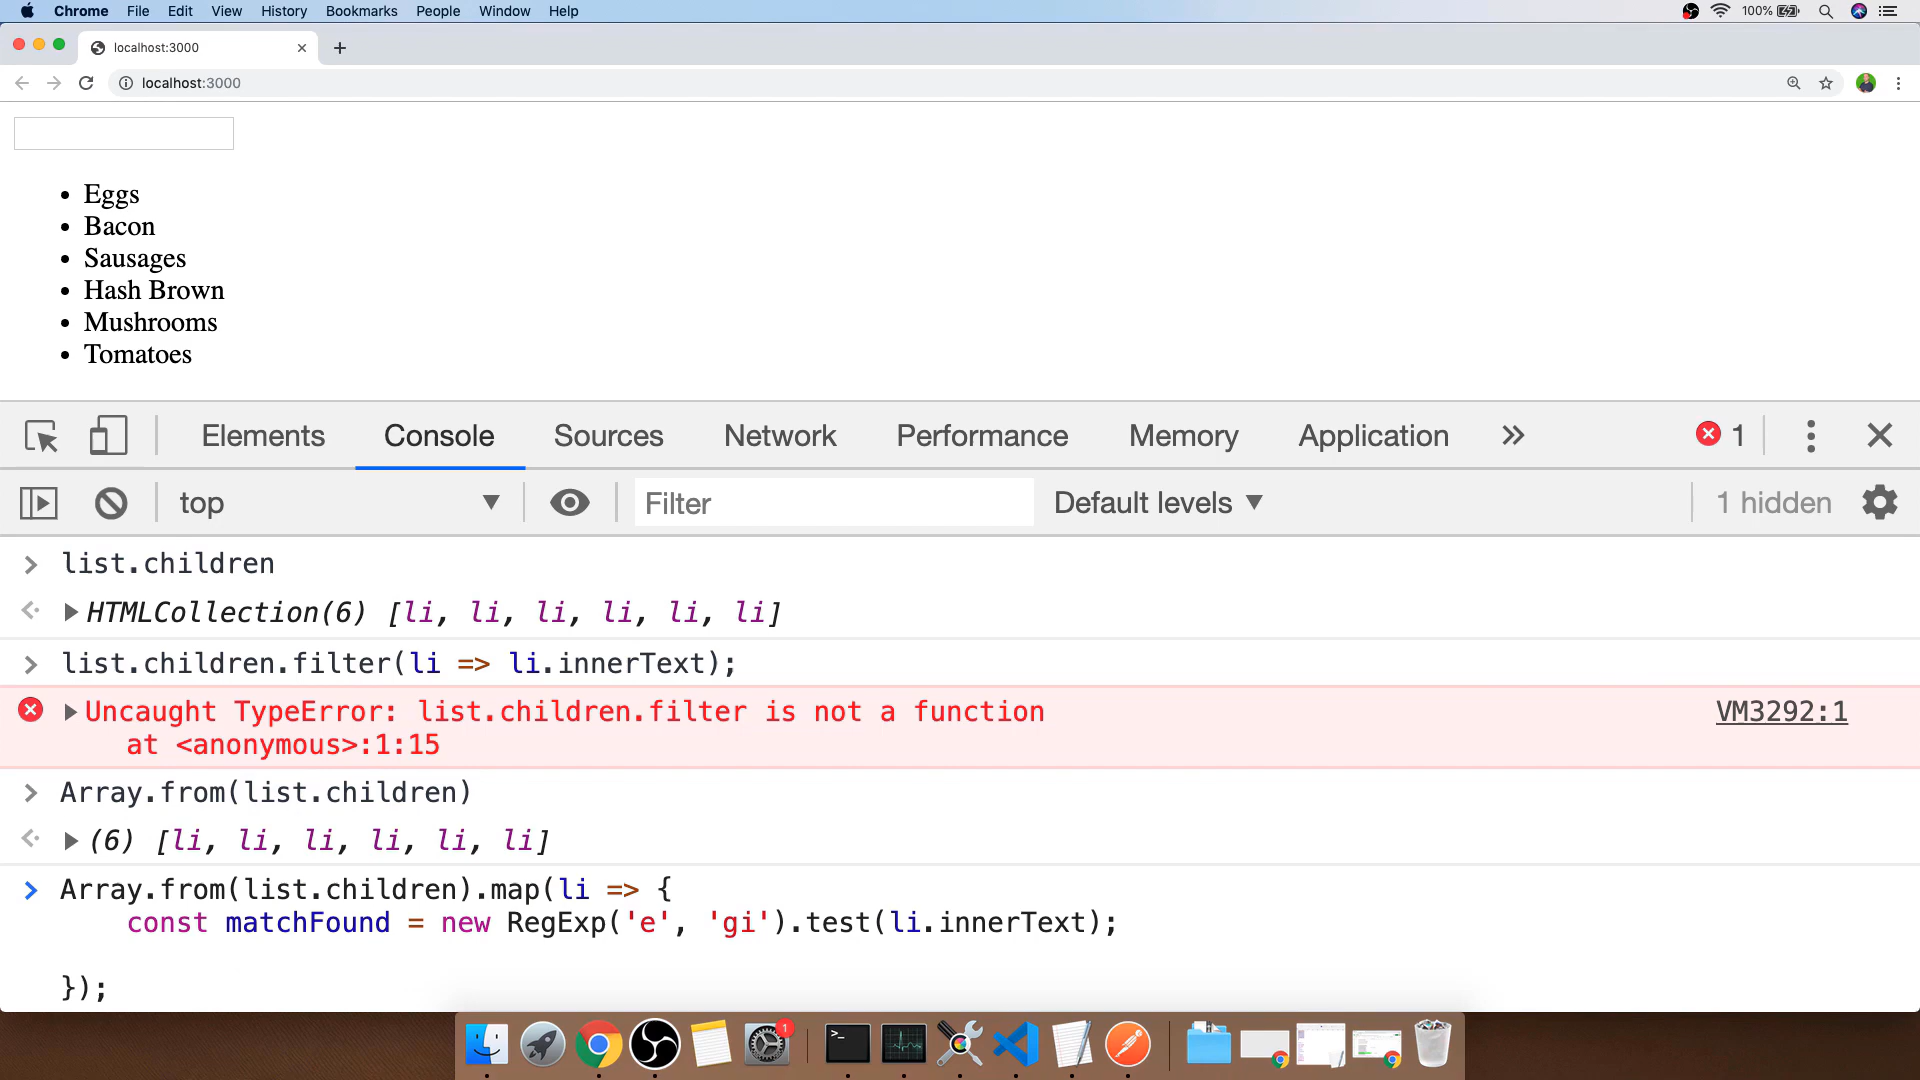 Chrome File Edit View History Bookmarks People Window Help 100%
localhost:3000
localhost:3000
Eggs
Bacon
Sausages
Hash Brown
Mushrooms
Tomatoes
Elements Console Sources Network Performance Memory Application 1
top Filter Default levels 1 hidden
list.children
HTMLCollection(6) [li, li, li, li, li, li]
list.children.filter(li => li.innerText);
Uncaught TypeError: list.children.filter is not a function VM3292:1
at <anonymous>:1:15
Array.from(list.children)
(6) [li, li, li, li, li, li]
Array.from(list.children).map(li => {
const matchFound = new RegExp('e', 'gi').test(li.innerText);
});
1